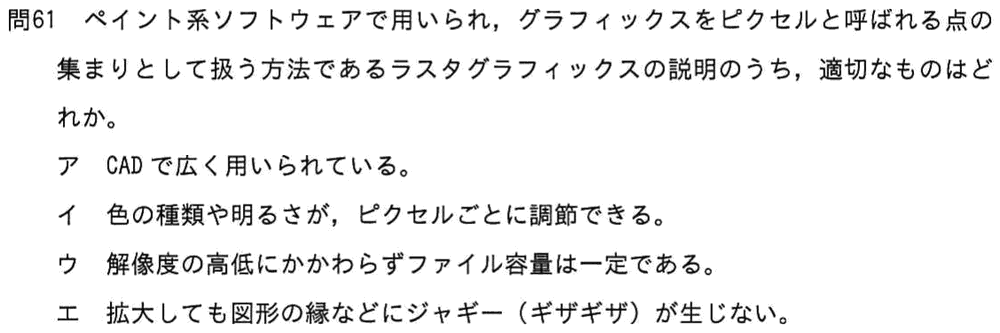 問61 ペイント系ソフトウェアで用いられ，グラフィックスをピクセルと呼ばれる点の
集まりとして扱う方法であるラスタグラフィックスの説明のうち，適切なものはど
れか。
ア CADで広く用いられている。
イ 色の種類や明るさが，ピクセルごとに調節できる。
ウ 解像度の高低にかかわらずファイル容量は一定である。
エ 拡大しても図形の縁などにジャギー（ギザギザ）が生じない。